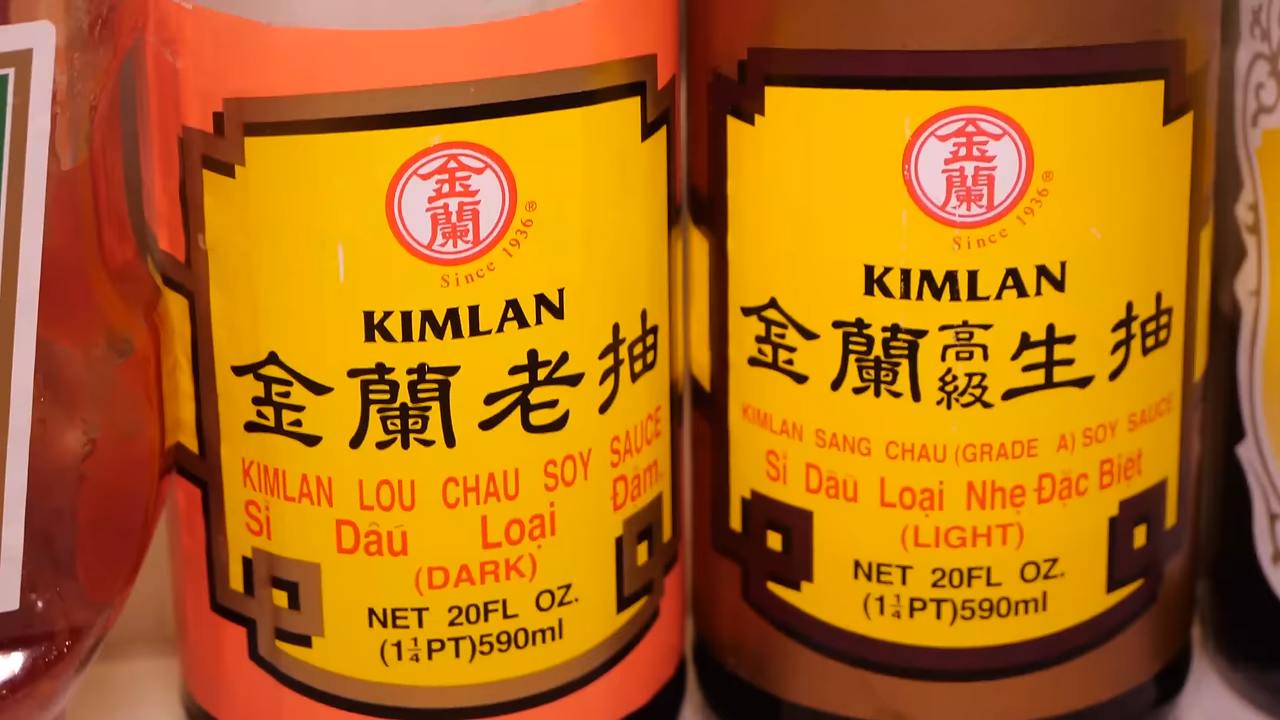 金蘭
Since 1936®
KIMLAN
金蘭老抽
KIMLAN LOU CHAU SOY SAUCE
Sì Dâú Loại Đậm.
(DARK)
NET 20FL OZ.
(1¼PT)590ml
金蘭
Since 1936®
KIMLAN
金蘭高級生抽
KIMLAN SANG CHAU (GRADE A) SOY SAUCE
Sì Dâū Loại Nhẹ Đặc Biệt
(LIGHT)
NET 20FL OZ.
(1¼PT)590ml